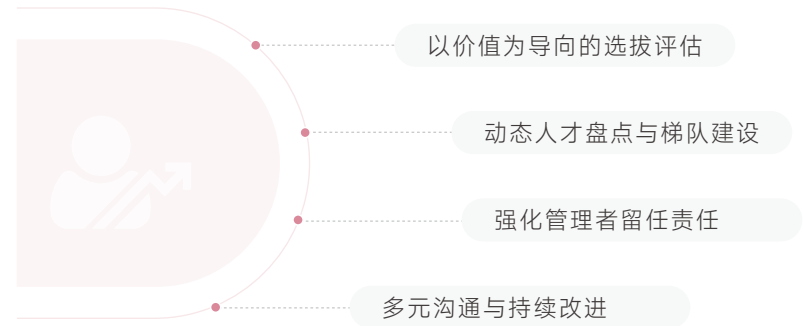 以价值为导向的选拔评估
动态人才盘点与梯队建设
强化管理者留任责任
多元沟通与持续改进